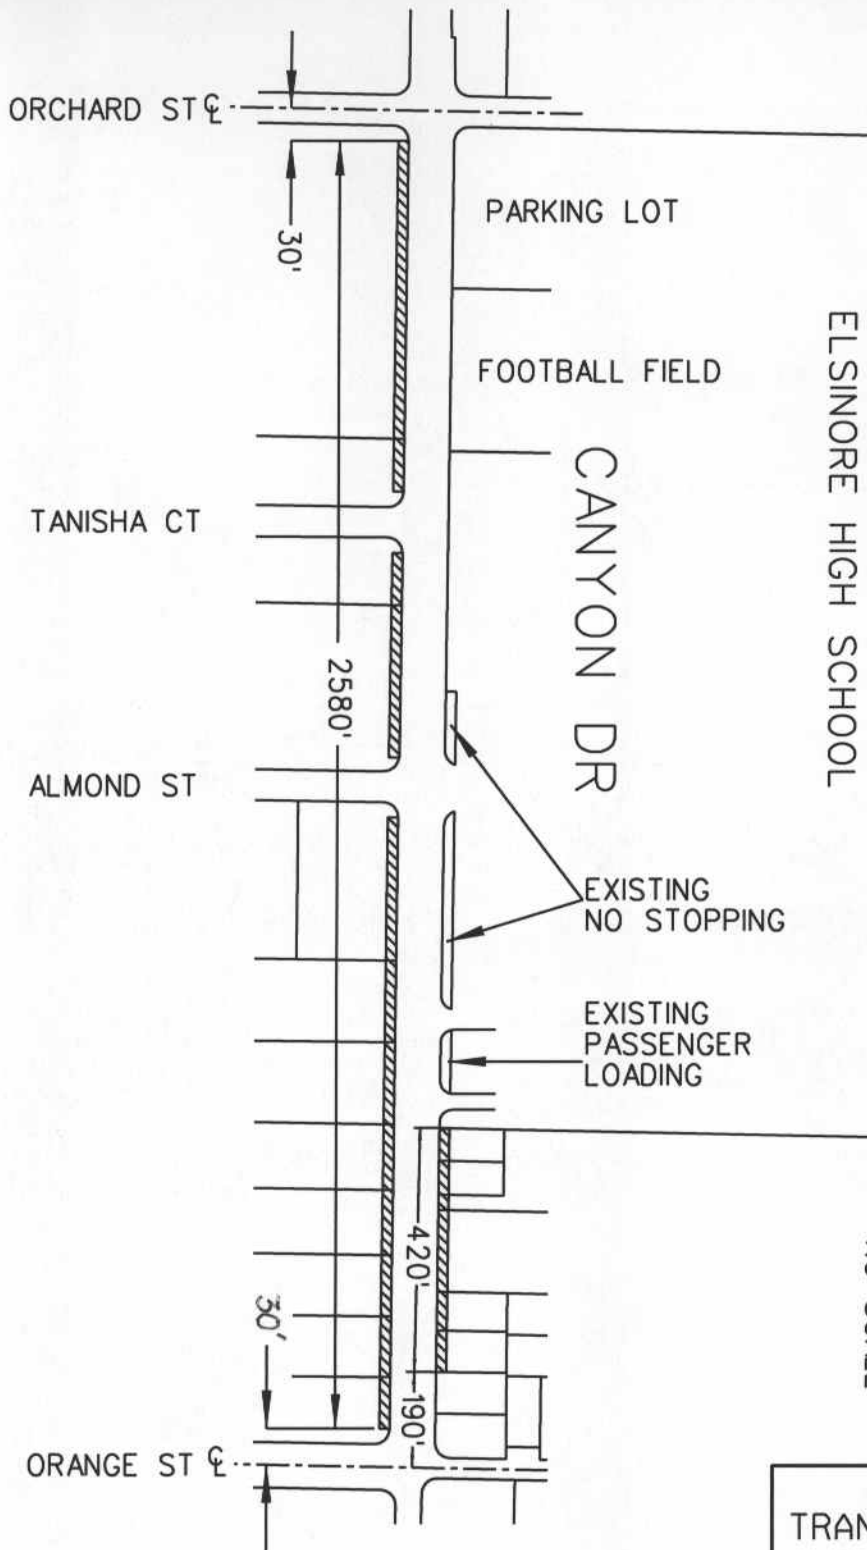 ORCHARD ST ℄
30'
PARKING LOT
FOOTBALL FIELD
ELSINORE HIGH SCHOOL
CANYON DR
TANISHA CT
2580'
ALMOND ST
EXISTING
NO STOPPING
EXISTING
PASSENGER
LOADING
420'
30'
190'
ORANGE ST ℄
TRAN